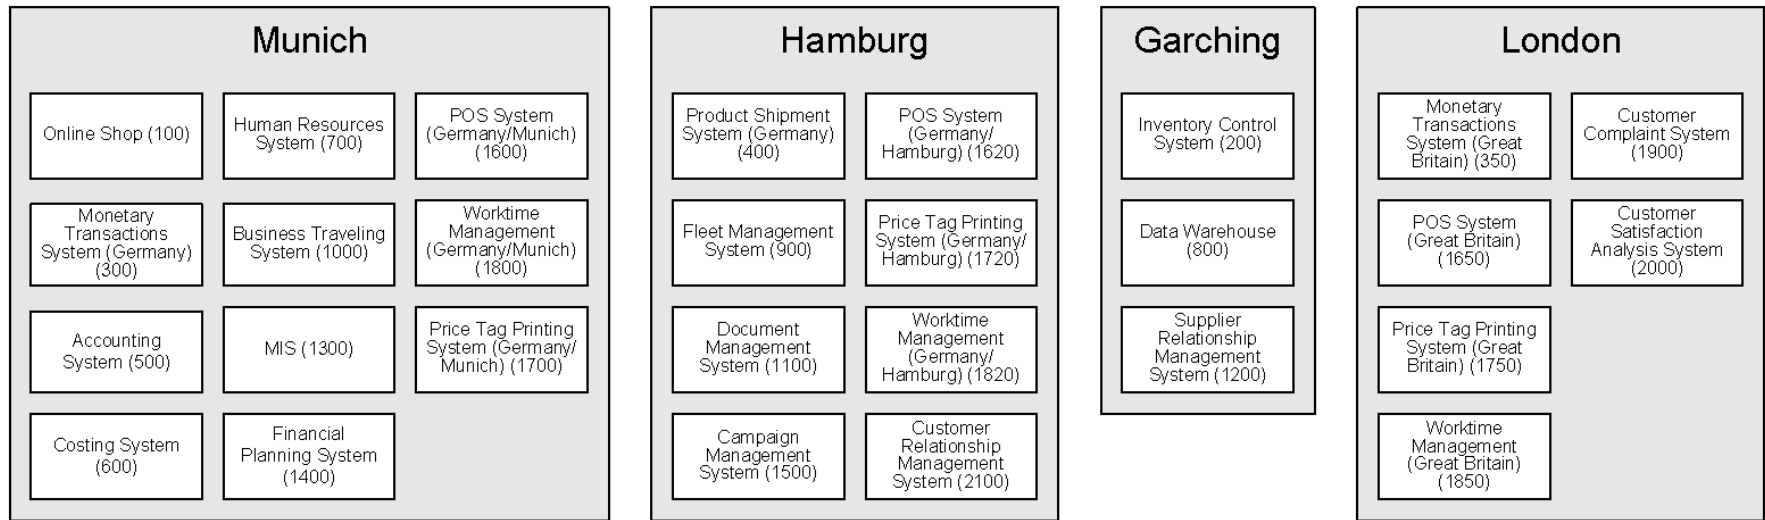 Munich
Online Shop (100)
Human Resources
System (700)
POS System
(Germany/Munich)
(1600)
Monetary
Transactions
System (Germany)
(300)
Business Traveling
System (1000)
Worktime
Management
(Germany/Munich)
(1800)
Accounting
System (500)
MIS (1300)
Price Tag Printing
System (Germany/
Munich) (1700)
Costing System
(600)
Financial
Planning System
(1400)
Hamburg
Product Shipment
System (Germany)
(400)
POS System
(Germany/
Hamburg) (1620)
Fleet Management
System (900)
Price Tag Printing
System (Germany/
Hamburg) (1720)
Document
Management
System (1100)
Worktime
Management
(Germany/
Hamburg) (1820)
Campaign
Management
System (1500)
Customer
Relationship
Management
System (2100)
Garching
Inventory Control
System (200)
Data Warehouse
(800)
Supplier
Relationship
Management
System (1200)
London
Monetary
Transactions
System (Great
Britain) (350)
Customer
Complaint System
(1900)
POS System
(Great Britain)
(1650)
Customer
Satisfaction
Analysis System
(2000)
Price Tag Printing
System (Great
Britain) (1750)
Worktime
Management
(Great Britain)
(1850)